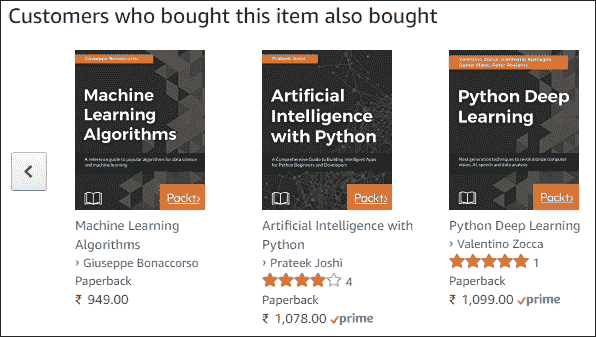 Customers who bought this item also bought
Giuseppe Bonaccorso
Machine
Learning
Algorithms
A reference guide to popular algorithms for data science
and machine learning
Packt>
Machine Learning
Algorithms
› Giuseppe Bonaccorso
Paperback
₹ 949.00
Prateek Joshi
Artificial
Intelligence
with Python
A Comprehensive Guide to Building Intelligent Apps
for Python Beginners and Developers
Packt>
Artificial Intelligence with
Python
› Prateek Joshi
4
Paperback
₹ 1,078.00 prime
Valentino Zocca, Gianmario Spacagna
Daniel Slater, Peter Roelants
Python Deep
Learning
Next generation techniques to revolutionize computer
vision, AI, speech and data analysis
Packt>
Python Deep Learning
› Valentino Zocca
1
Paperback
₹ 1,099.00 prime